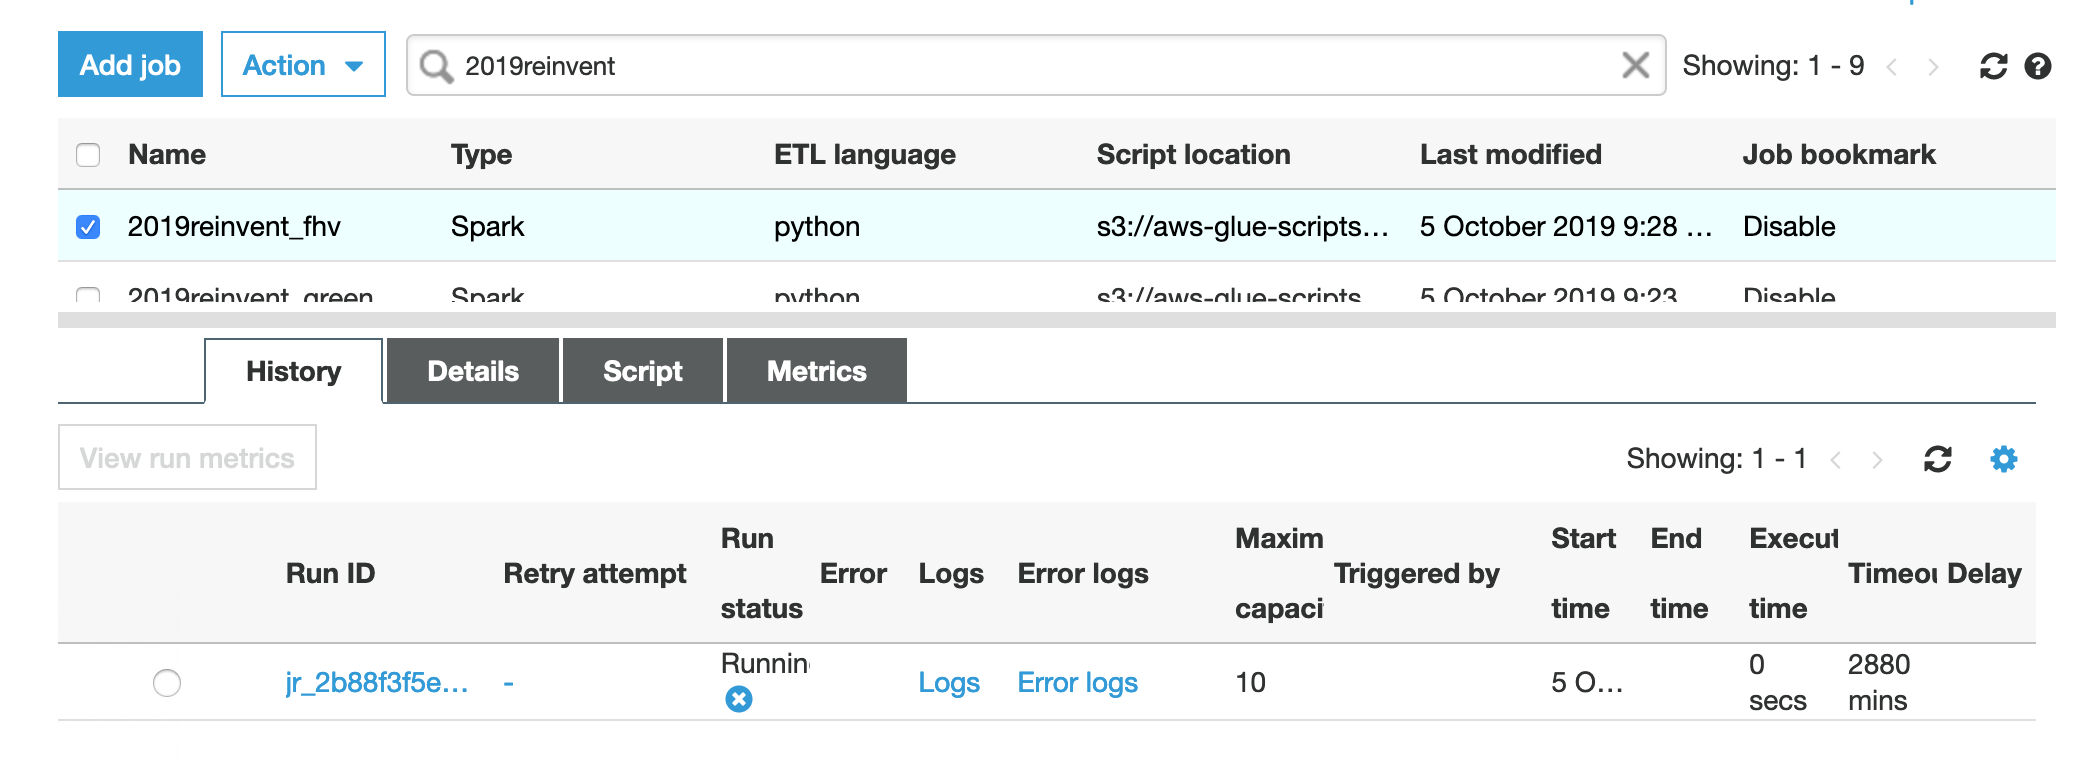 Add job Action 2019reinvent Showing: 1 - 9
Name Type ETL language Script location Last modified Job bookmark
2019reinvent_fhv Spark python s3://aws-glue-scripts... 5 October 2019 9:28 ... Disable
2019reinvent_green Spark python s3://aws-glue-scripts 5 October 2019 9:23 Disable
History Details Script Metrics
View run metrics Showing: 1 - 1
Run ID Retry attempt Run status Error Logs Error logs Maxim capaci Triggered by Start time End time Execut time Timeou Delay
jr_2b88f3f5e... - Runnin Logs Error logs 10 5 O... 0 secs 2880 mins